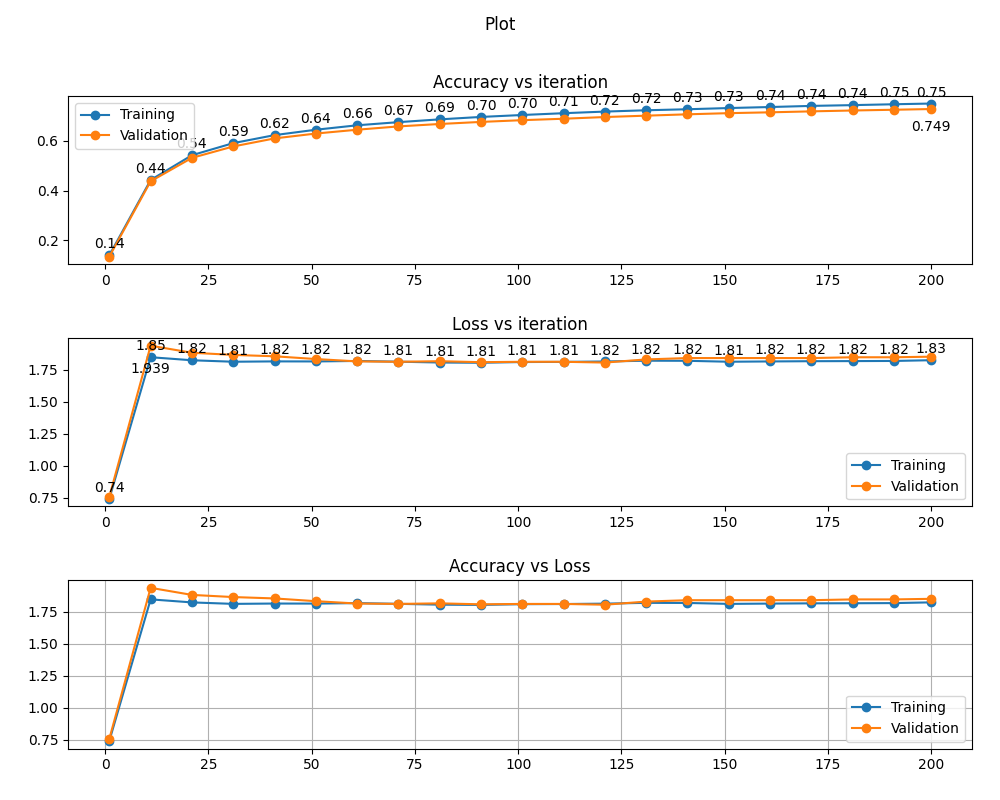 Plot
Accuracy vs iteration
0.14 0.44 0.54 0.59 0.62 0.64 0.66 0.67 0.69 0.70 0.70 0.71 0.72 0.72 0.73 0.73 0.74 0.74 0.74 0.75 0.75
0.749
Training
Validation
0.6
0.4
0.2
0 25 50 75 100 125 150 175 200
Loss vs iteration
0.74 1.85 1.82 1.81 1.82 1.82 1.82 1.81 1.81 1.81 1.81 1.81 1.82 1.82 1.82 1.81 1.82 1.82 1.82 1.82 1.83
1.939
1.75
1.50
1.25
1.00
0.75
Training
Validation
0 25 50 75 100 125 150 175 200
Accuracy vs Loss
1.75
1.50
1.25
1.00
0.75
Training
Validation
0 25 50 75 100 125 150 175 200